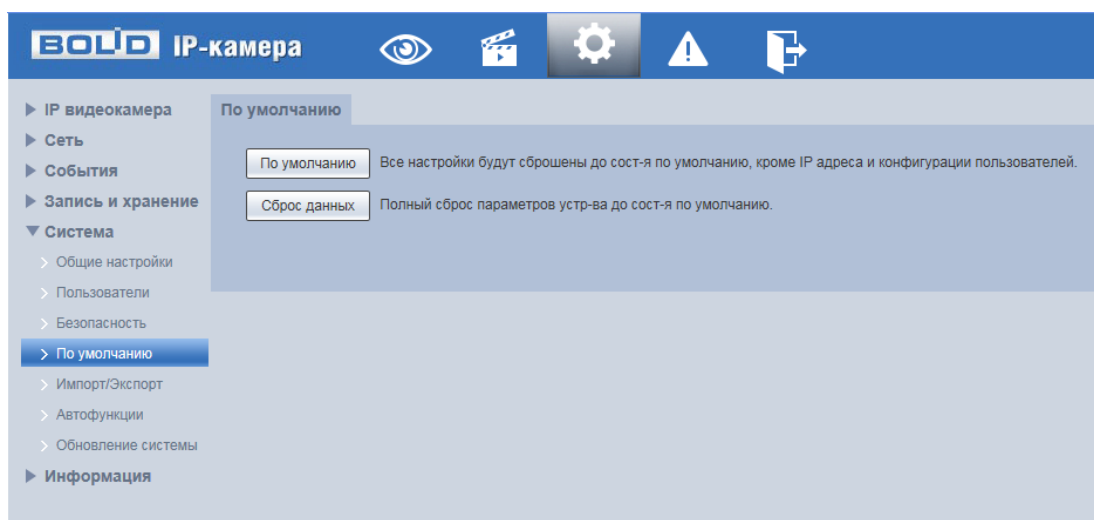 BOLID IP-камера
IP видеокамера
Сеть
События
Запись и хранение
Система
Общие настройки
Пользователи
Безопасность
По умолчанию
Импорт/Экспорт
Автофункции
Обновление системы
Информация
По умолчанию
По умолчанию Все настройки будут сброшены до сост-я по умолчанию, кроме IP адреса и конфигурации пользователей.
Сброс данных Полный сброс параметров устр-ва до сост-я по умолчанию.